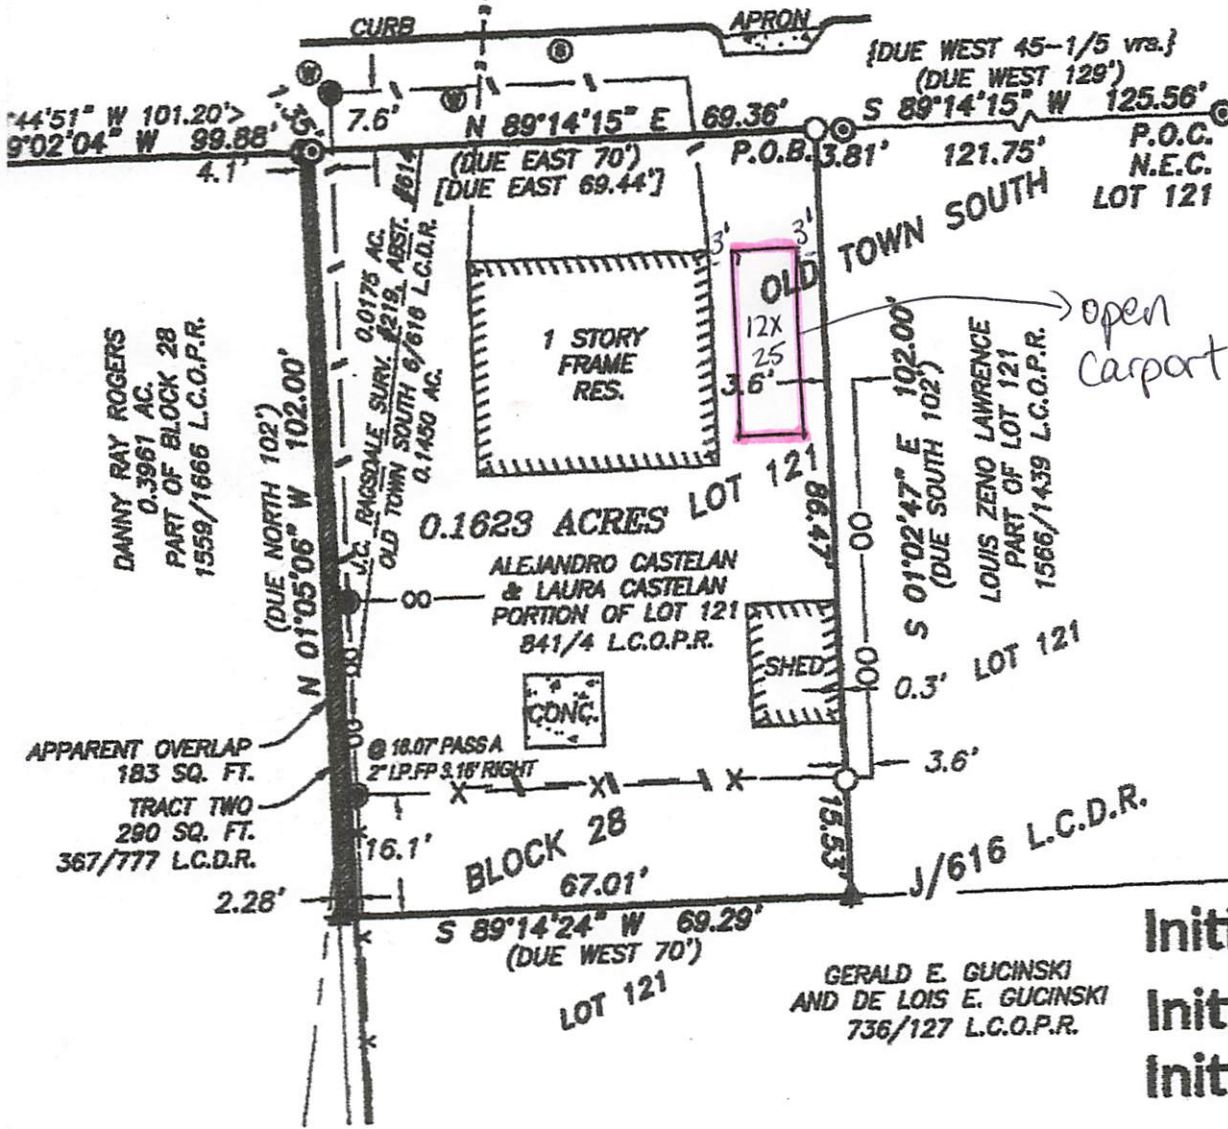 CURB
APRON
{DUE WEST 45-1/5 vrs.}
(DUE WEST 129')
S 89°14'15" W 125.56'
°44'51" W 101.20'>
9°02'04" W 99.88'
1.35'
7.6'
W
W
S
N 89°14'15" E 69.36'
(DUE EAST 70')
[DUE EAST 69.44']
P.O.B.
3.81'
121.75'
P.O.C.
N.E.C.
LOT 121
4.1'
OLD TOWN SOUTH
3'
3'
12X
25
3.6'
open
carport
1 STORY
FRAME
RES.
DANNY RAY ROGERS
0.3961 AC.
PART OF BLOCK 28
1559/1666 L.C.O.P.R.
(DUE NORTH 102')
N 01°05'06" W 102.00'
0.0175 AC.
J.C. RAGSDALE SURV. #219, ABST. #614
OLD TOWN SOUTH 6/616 L.C.D.R.
0.1450 AC.
S 01°02'47" E 102.00'
(DUE SOUTH 102')
LOUIS ZENO LAWRENCE
PART OF LOT 121
1566/1439 L.C.O.P.R.
LOT 121
86.47'
0.1623 ACRES
ALEJANDRO CASTELAN
& LAURA CASTELAN
PORTION OF LOT 121
841/4 L.C.O.P.R.
SHED
0.3'
LOT 121
CONC.
APPARENT OVERLAP
183 SQ. FT.
TRACT TWO
290 SQ. FT.
367/777 L.C.D.R.
@ 16.07' PASS A
2" I.P.FP 3.16' RIGHT
3.6'
15.53'
16.1'
BLOCK 28
J/616 L.C.D.R.
2.28'
67.01'
S 89°14'24" W 69.29'
(DUE WEST 70')
LOT 121
GERALD E. GUCINSKI
AND DE LOIS E. GUCINSKI
736/127 L.C.O.P.R.
Initi
Init
Init